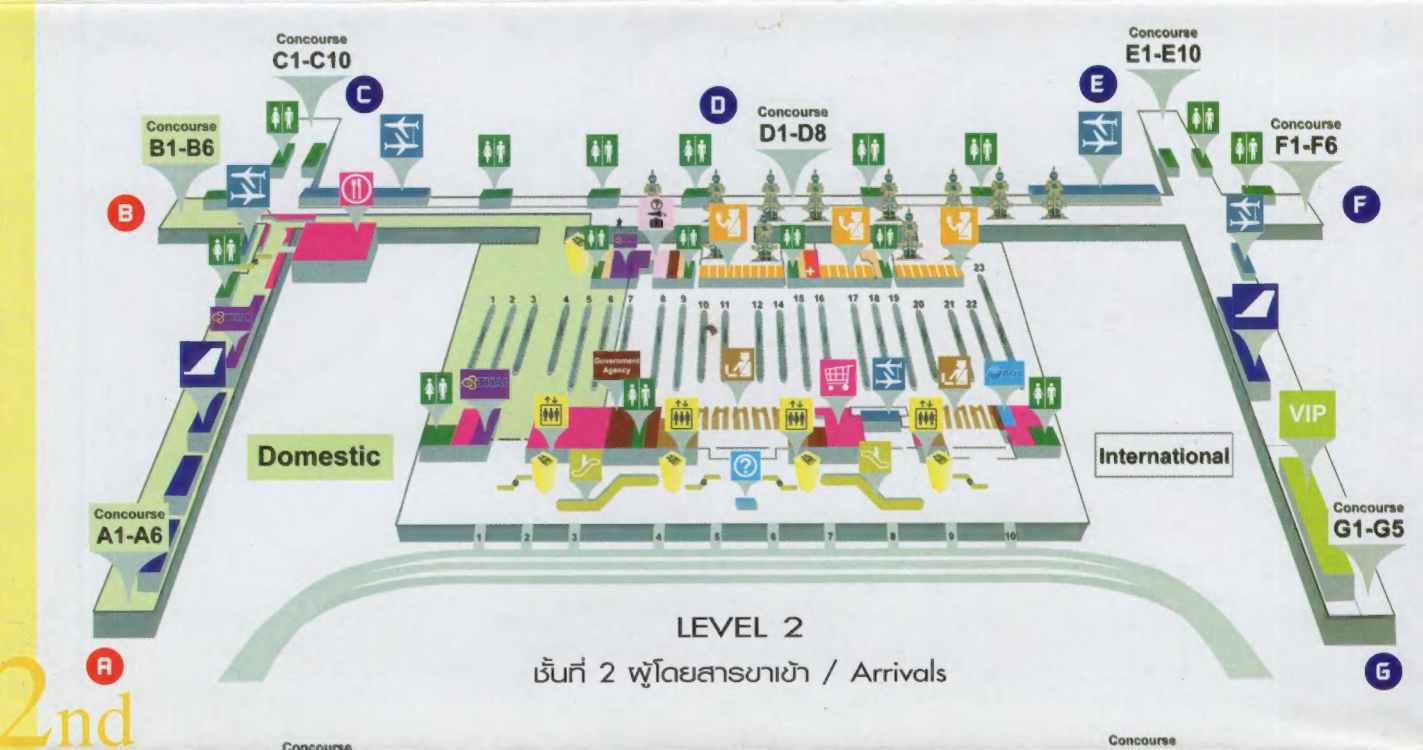 Concourse
C1-C10
C
Concourse
E1-E10
E
D
Concourse
D1-D8
Concourse
B1-B6
B
Concourse
F1-F6
F
1 2 3 4 5 6 7 8 9 10 11 12 14 15 16 17 18 19 20 21 22 23
Government
Agency
THAI
THAI
VIP
?
Domestic
International
Concourse
A1-A6
A
Concourse
G1-G5
G
1 2 3 4 5 6 7 8 9 10
LEVEL 2
ชั้นที่ 2 ผู้โดยสารขาเข้า / Arrivals
2nd
Concourse
Concourse